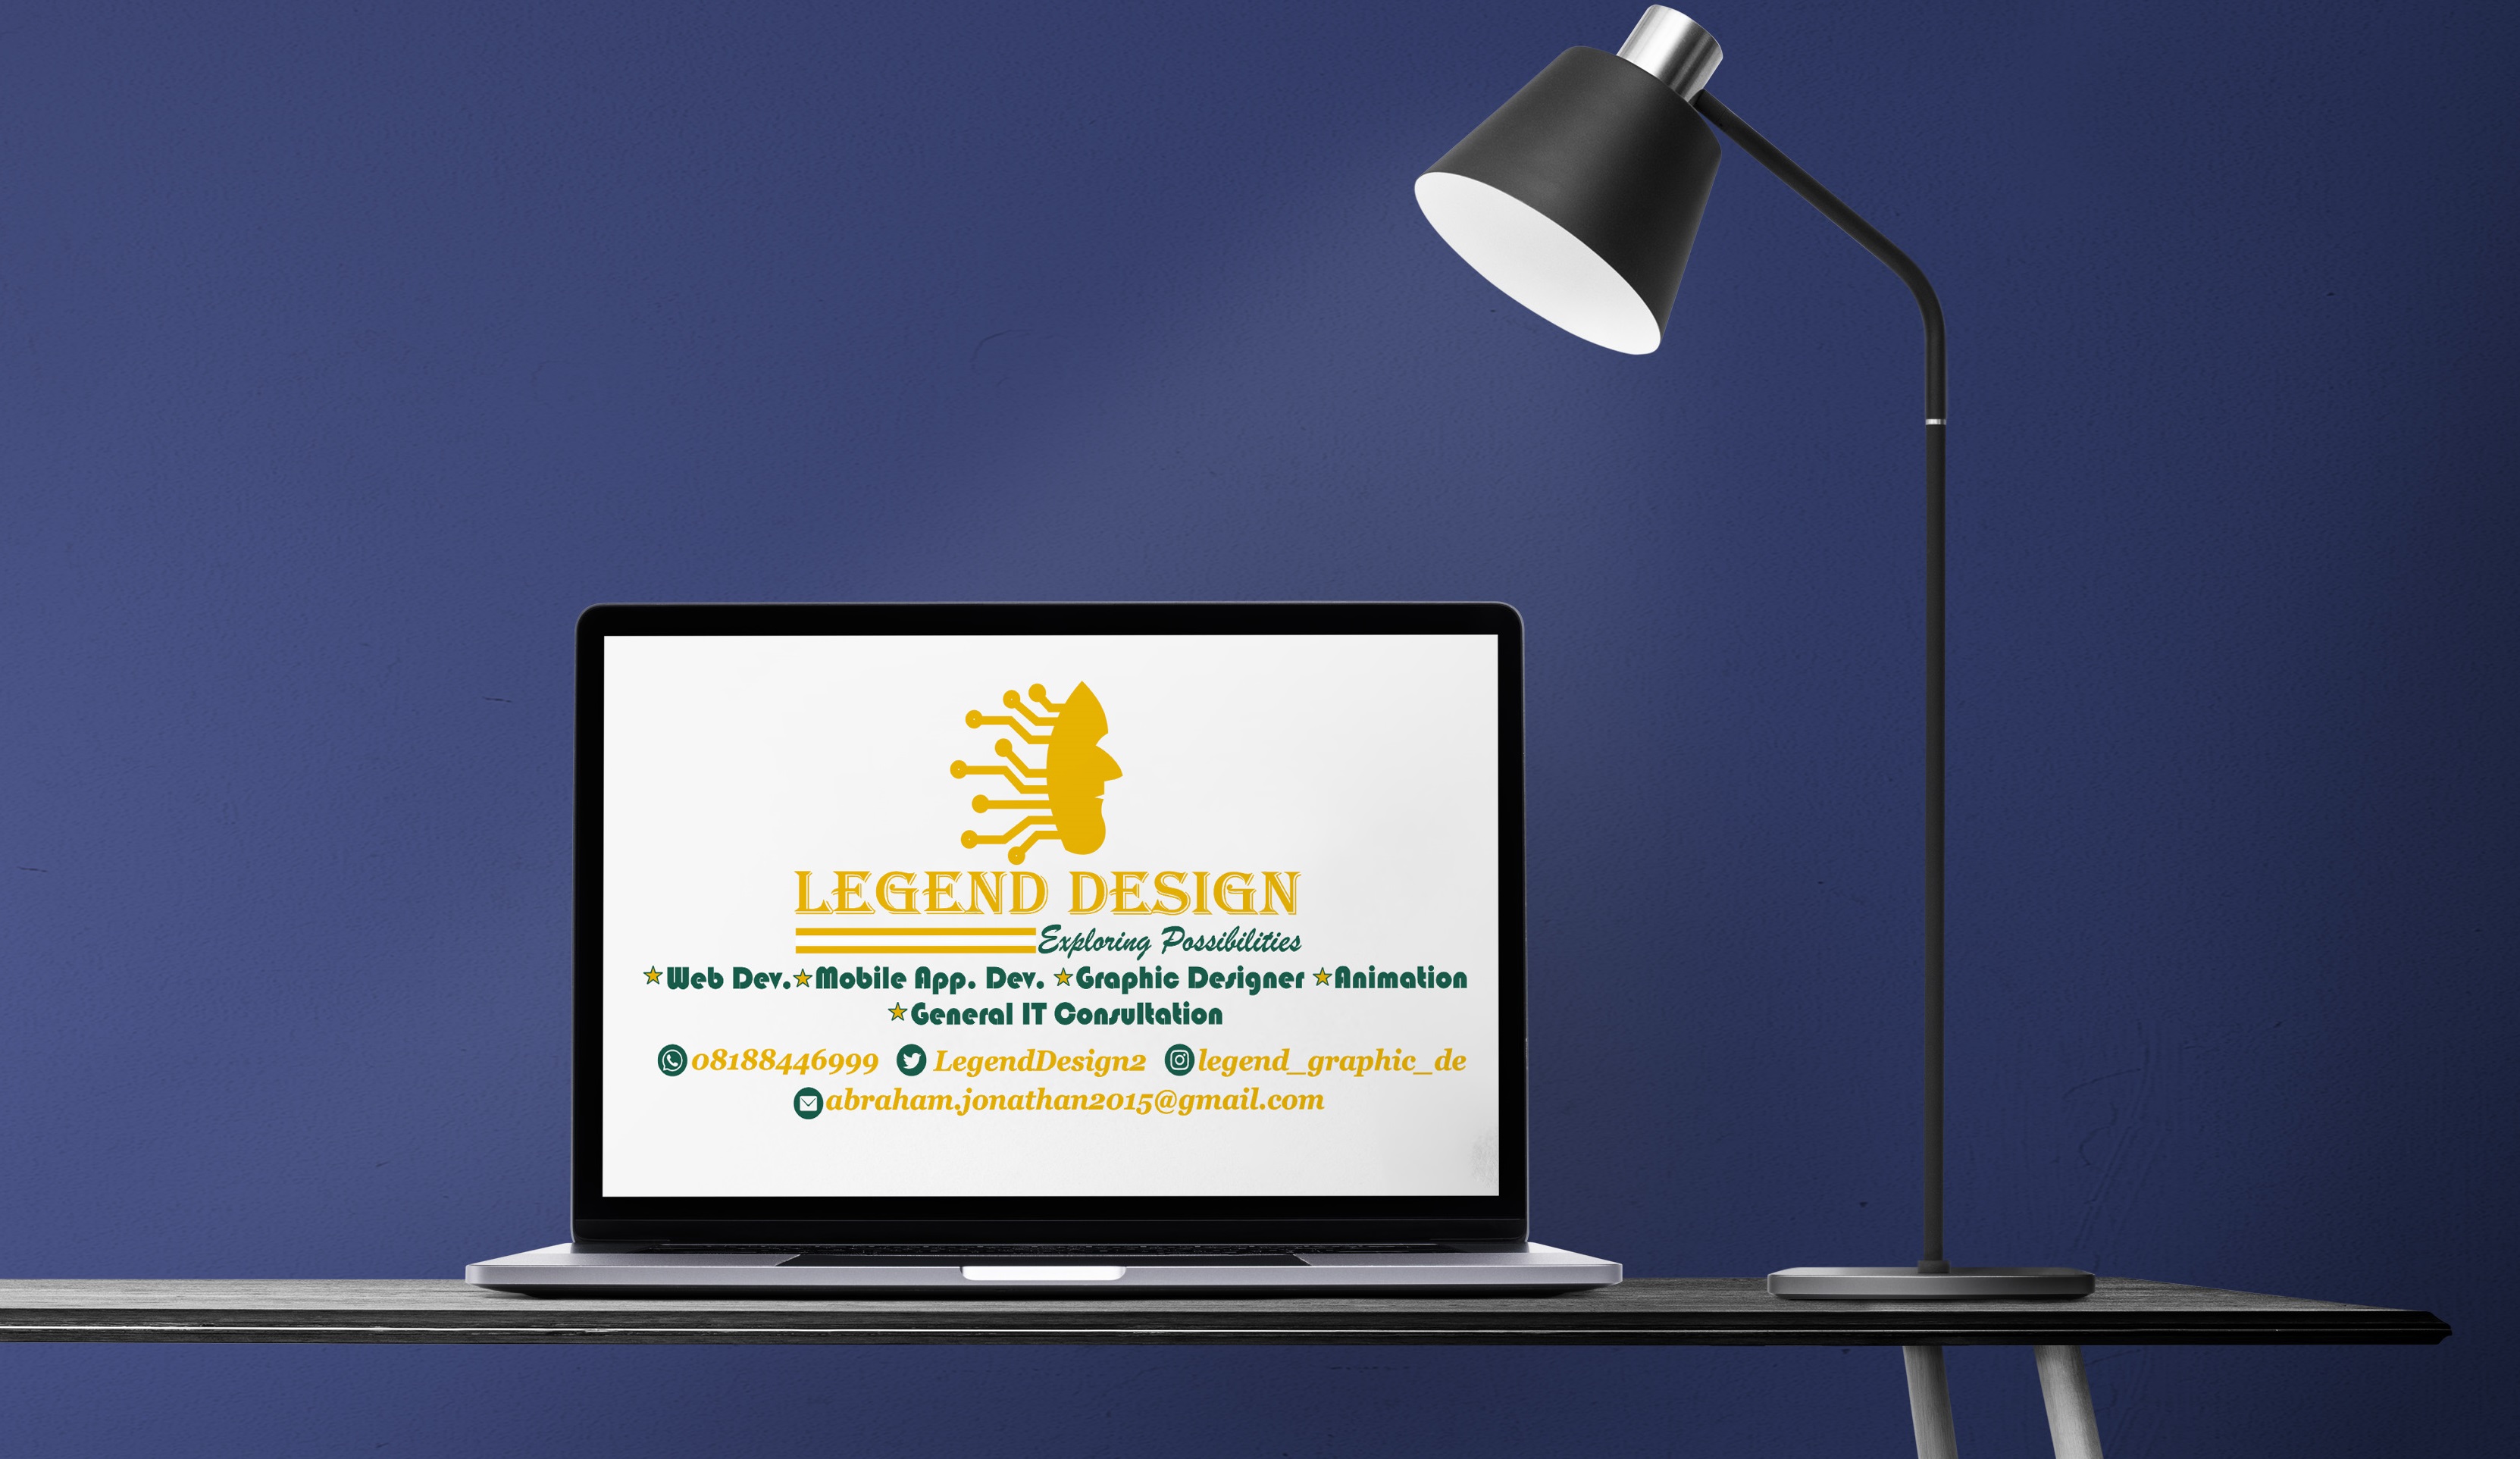 LEGEND DESIGN
Exploring Possibilities
Web Dev. Mobile App. Dev. Graphic Designer Animation
General IT Consultation
08188446999 LegendDesign2 legend_graphic_de
abraham.jonathan2015@gmail.com